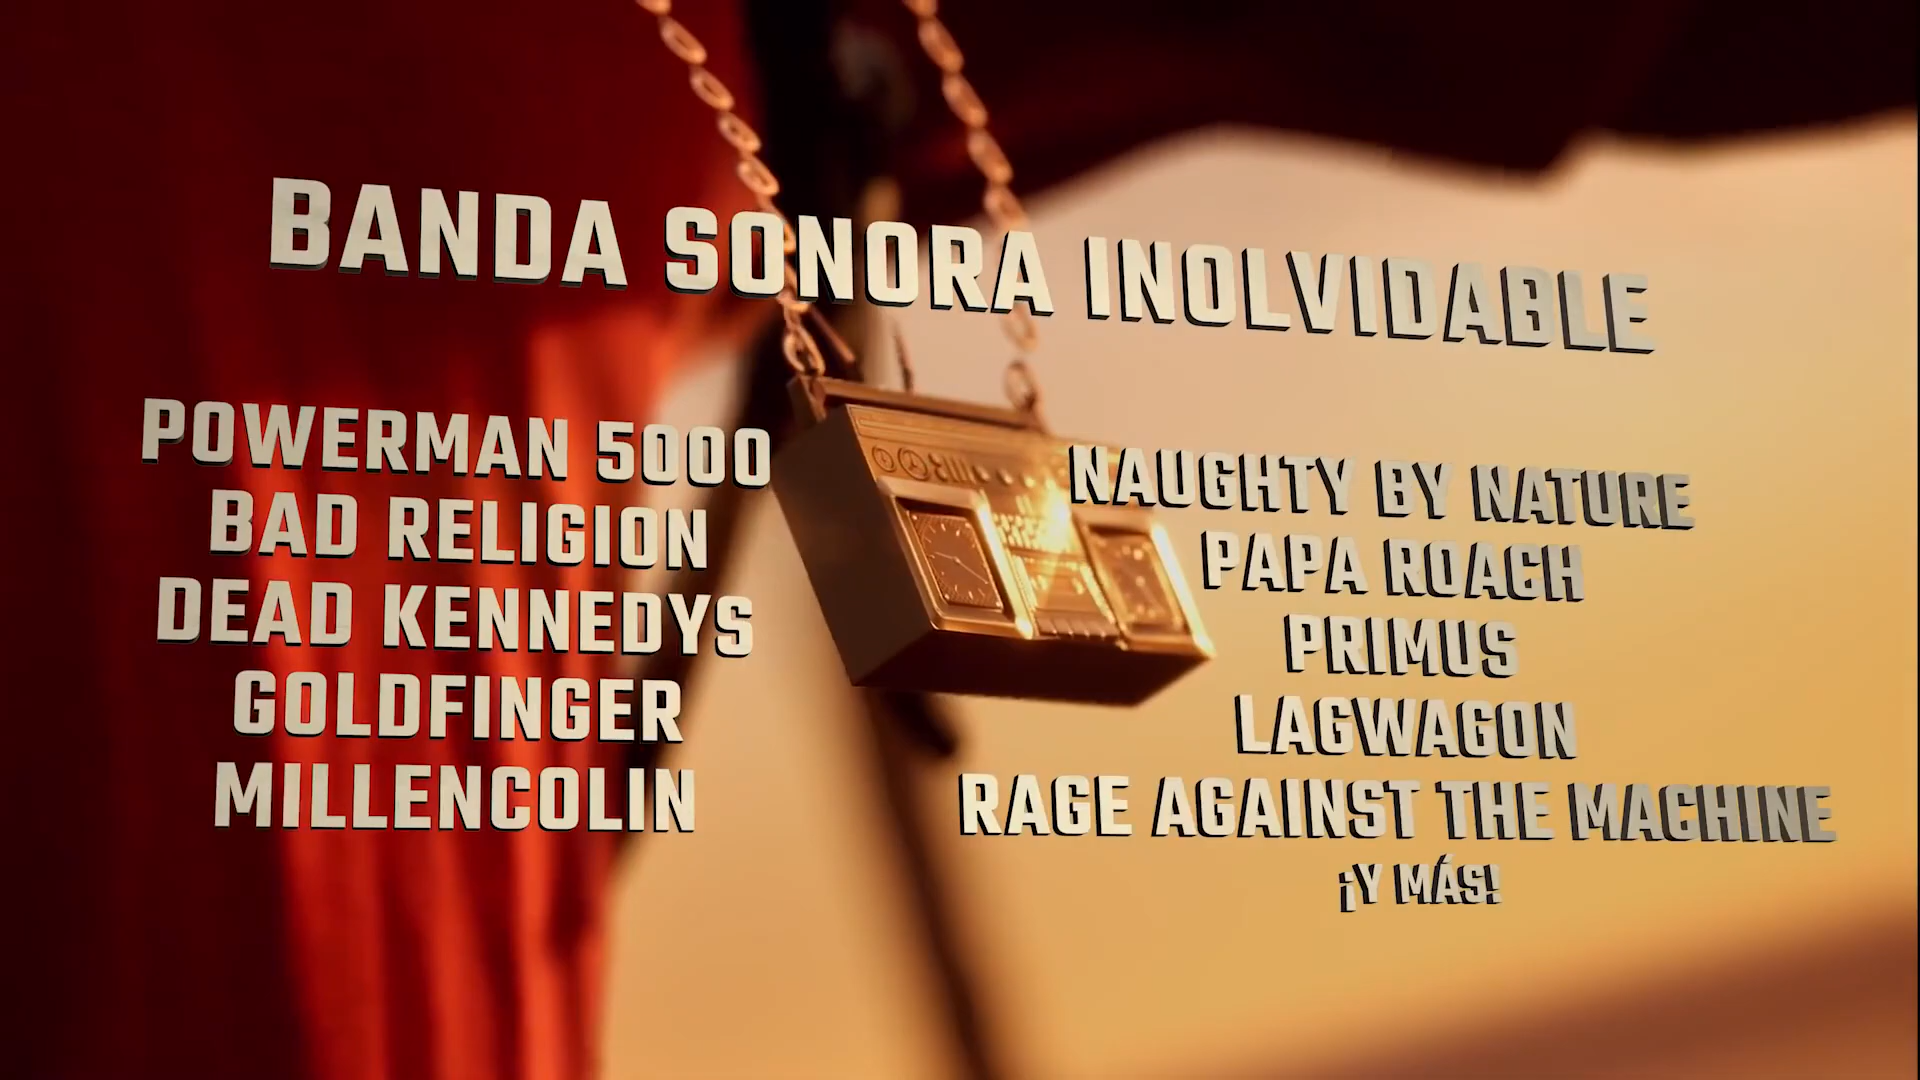 BANDA SONORA INOLVIDABLE
POWERMAN 5000
BAD RELIGION
DEAD KENNEDYS
GOLDFINGER
MILLENCOLIN
NAUGHTY BY NATURE
PAPA ROACH
PRIMUS
LAGWAGON
RAGE AGAINST THE MACHINE
¡Y MÁS!